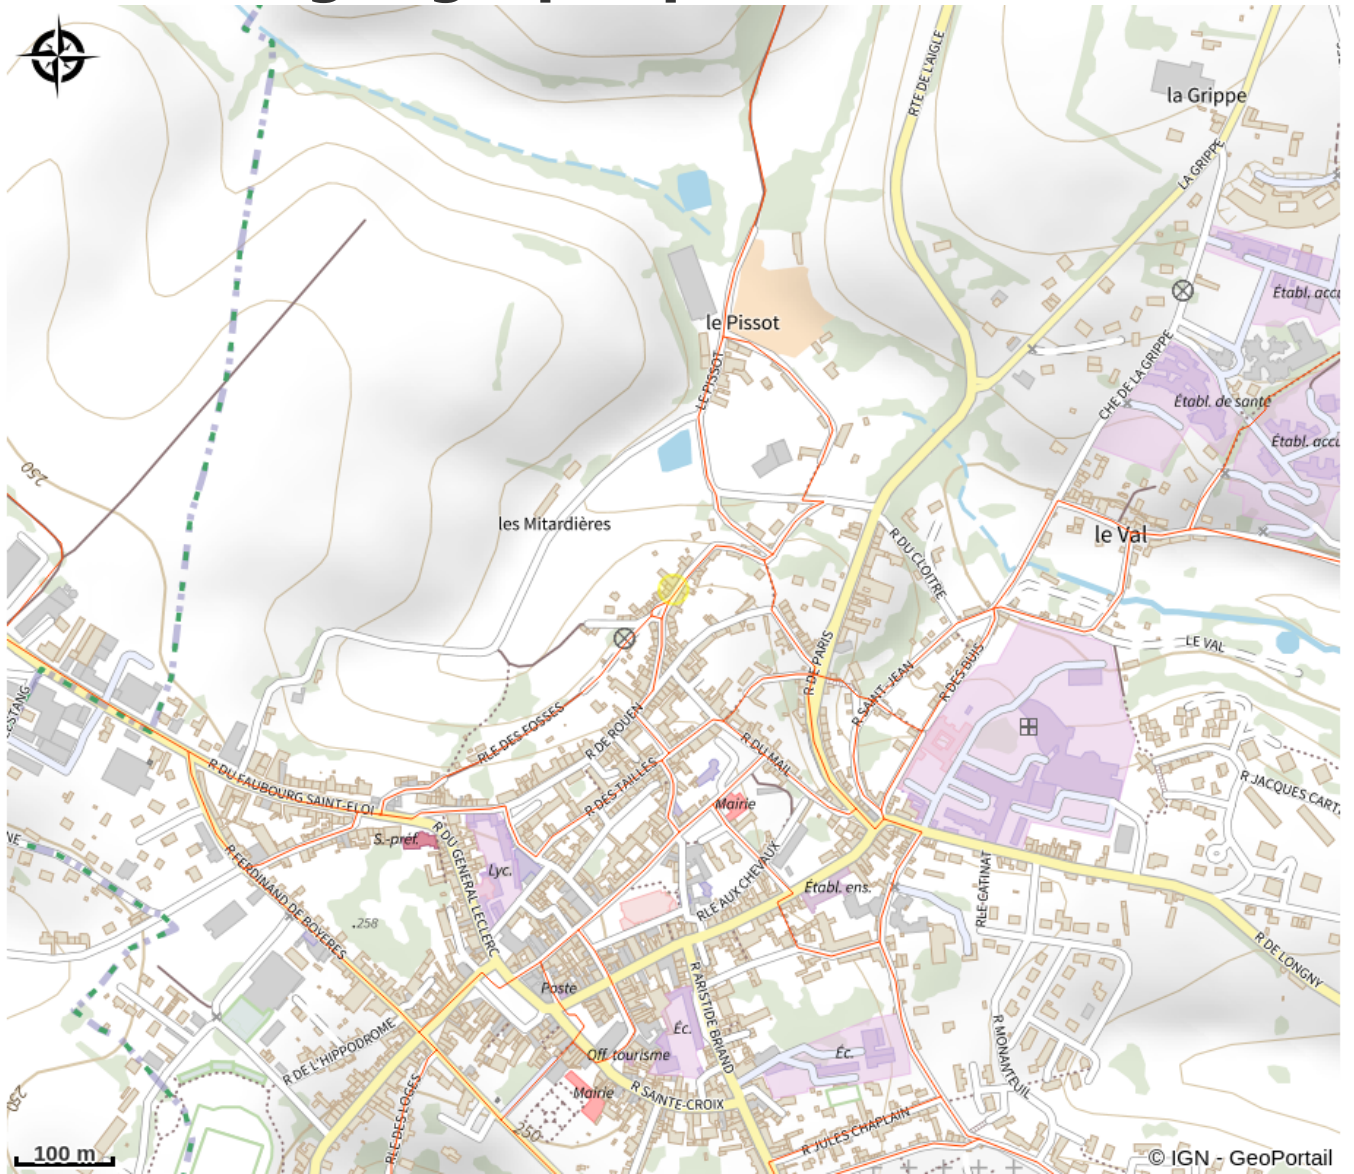 RTE DE L'AIGLE
la Grippe
LA GRIPPE
Établ. accu
le Pissot
LE PISSOT
CHE DE LA GRIPPE
Établ. de santé
Établ. accu
250
les Mitardières
le Val
R DU CLOITRE
LE VAL
R DE PARIS
R SAINT-JEAN
R DES BUIS
ESTANG
RLE DES FOSSES
R DE ROUEN
R DU MAIL
R DU FAUBOURG SAINT-ELOI
R DES TAILLES
R JACQUES CARTI
Mairie
S.-préf.
R DU GENERAL LECLERC
NE
R FERDINAND DE BOYERES
Lyc.
RLE AUX CHEVAUX
Établ. ens.
RLE CATINAT
.258
R DE LONGNY
Poste
R ARISTIDE BRIAND
Éc.
R DE L'HIPPODROME
Off. tourisme
Éc.
R MONANTEUIL
Mairie
R SAINTE-CROIX
RLE DES LOGES
250
250
R JULES CHAPLAIN
100 m
© IGN - GeoPortail